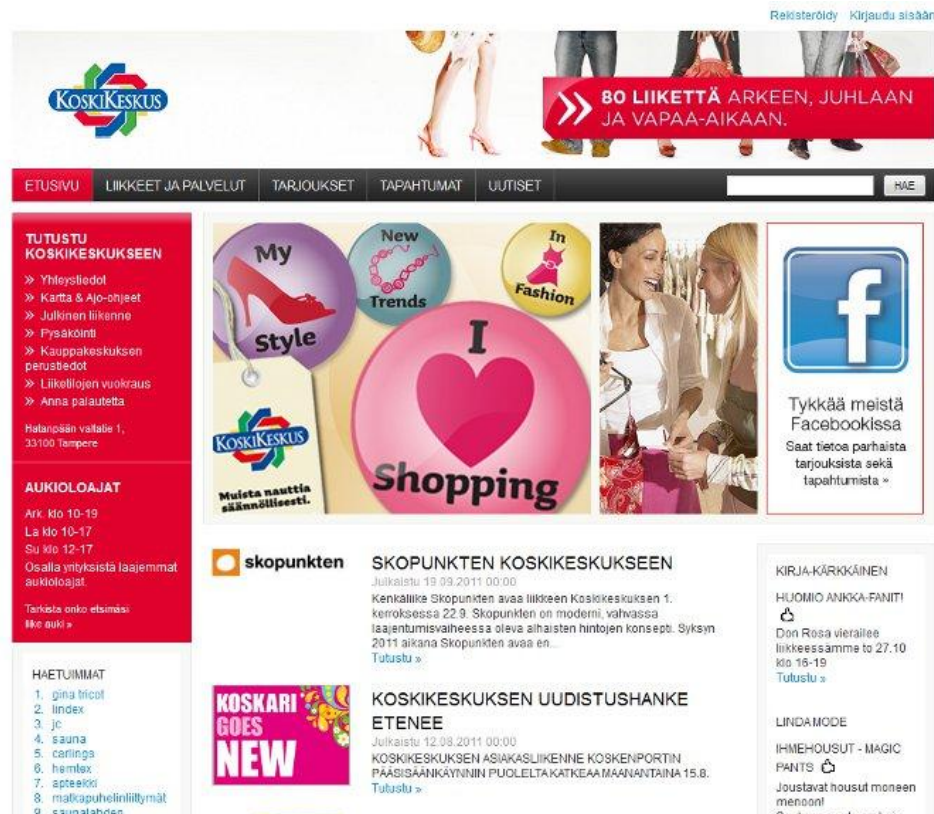 Rekisteröidy Kirjaudu sisään
KOSKIKESKUS
80 LIIKETTÄ ARKEEN, JUHLAAN
JA VAPAA-AIKAAN.
ETUSIVU LIIKKEET JA PALVELUT TARJOUKSET TAPAHTUMAT UUTISET HAE
TUTUSTU
KOSKIKESKUKSEEN
» Yhteystiedot
» Kartta & Ajo-ohjeet
» Julkinen liikenne
» Pysäköinti
» Kauppakeskuksen
perustiedot
» Liiketilojen vuokraus
» Anna palautetta
Hatanpään valtatie 1,
33100 Tampere
AUKIOLOAJAT
Ark. klo 10-19
La klo 10-17
Su klo 12-17
Osalla yrityksistä laajemmat
aukioloajat.
Tarkista onko etsimäsi
liike auki »
HAETUIMMAT
1. gina tricot
2. lindex
3. jc
4. sauna
5. carlings
6. hemtex
7. apteekki
8. matkapuhelinliittymät
9. saunalahden
My
Style
New
Trends
In
Fashion
I
Shopping
KOSKIKESKUS
Muista nauttia
säännöllisesti.
f
Tykkää meistä
Facebookissa
Saat tietoa parhaista
tarjouksista sekä
tapahtumista »
skopunkten
SKOPUNKTEN KOSKIKESKUKSEEN
Julkaistu 19.09.2011 00:00
Kenkäliike Skopunkten avaa liikkeen Koskikeskuksen 1.
kerroksessa 22.9. Skopunkten on moderni, vahvassa
laajentumisvaiheessa oleva alhaisten hintojen konsepti. Syksyn
2011 aikana Skopunkten avaa en...
Tutustu »
KOSKARI
GOES
NEW
KOSKIKESKUKSEN UUDISTUSHANKE
ETENEE
Julkaistu 12.08.2011 00:00
KOSKIKESKUKSEN ASIAKASLIIKENNE KOSKENPORTIN
PÄÄSISÄÄNKÄYNNIN PUOLELTA KATKEAA MAANANTAINA 15.8.
Tutustu »
KIRJA-KÄRKKÄINEN
HUOMIO ANKKA-FANIT!
Don Rosa vierailee
liikkeessämme to 27.10
klo 16-19
Tutustu »
LINDA MODE
IHMEHOUSUT - MAGIC
PANTS
Joustavat housut moneen
menoon!